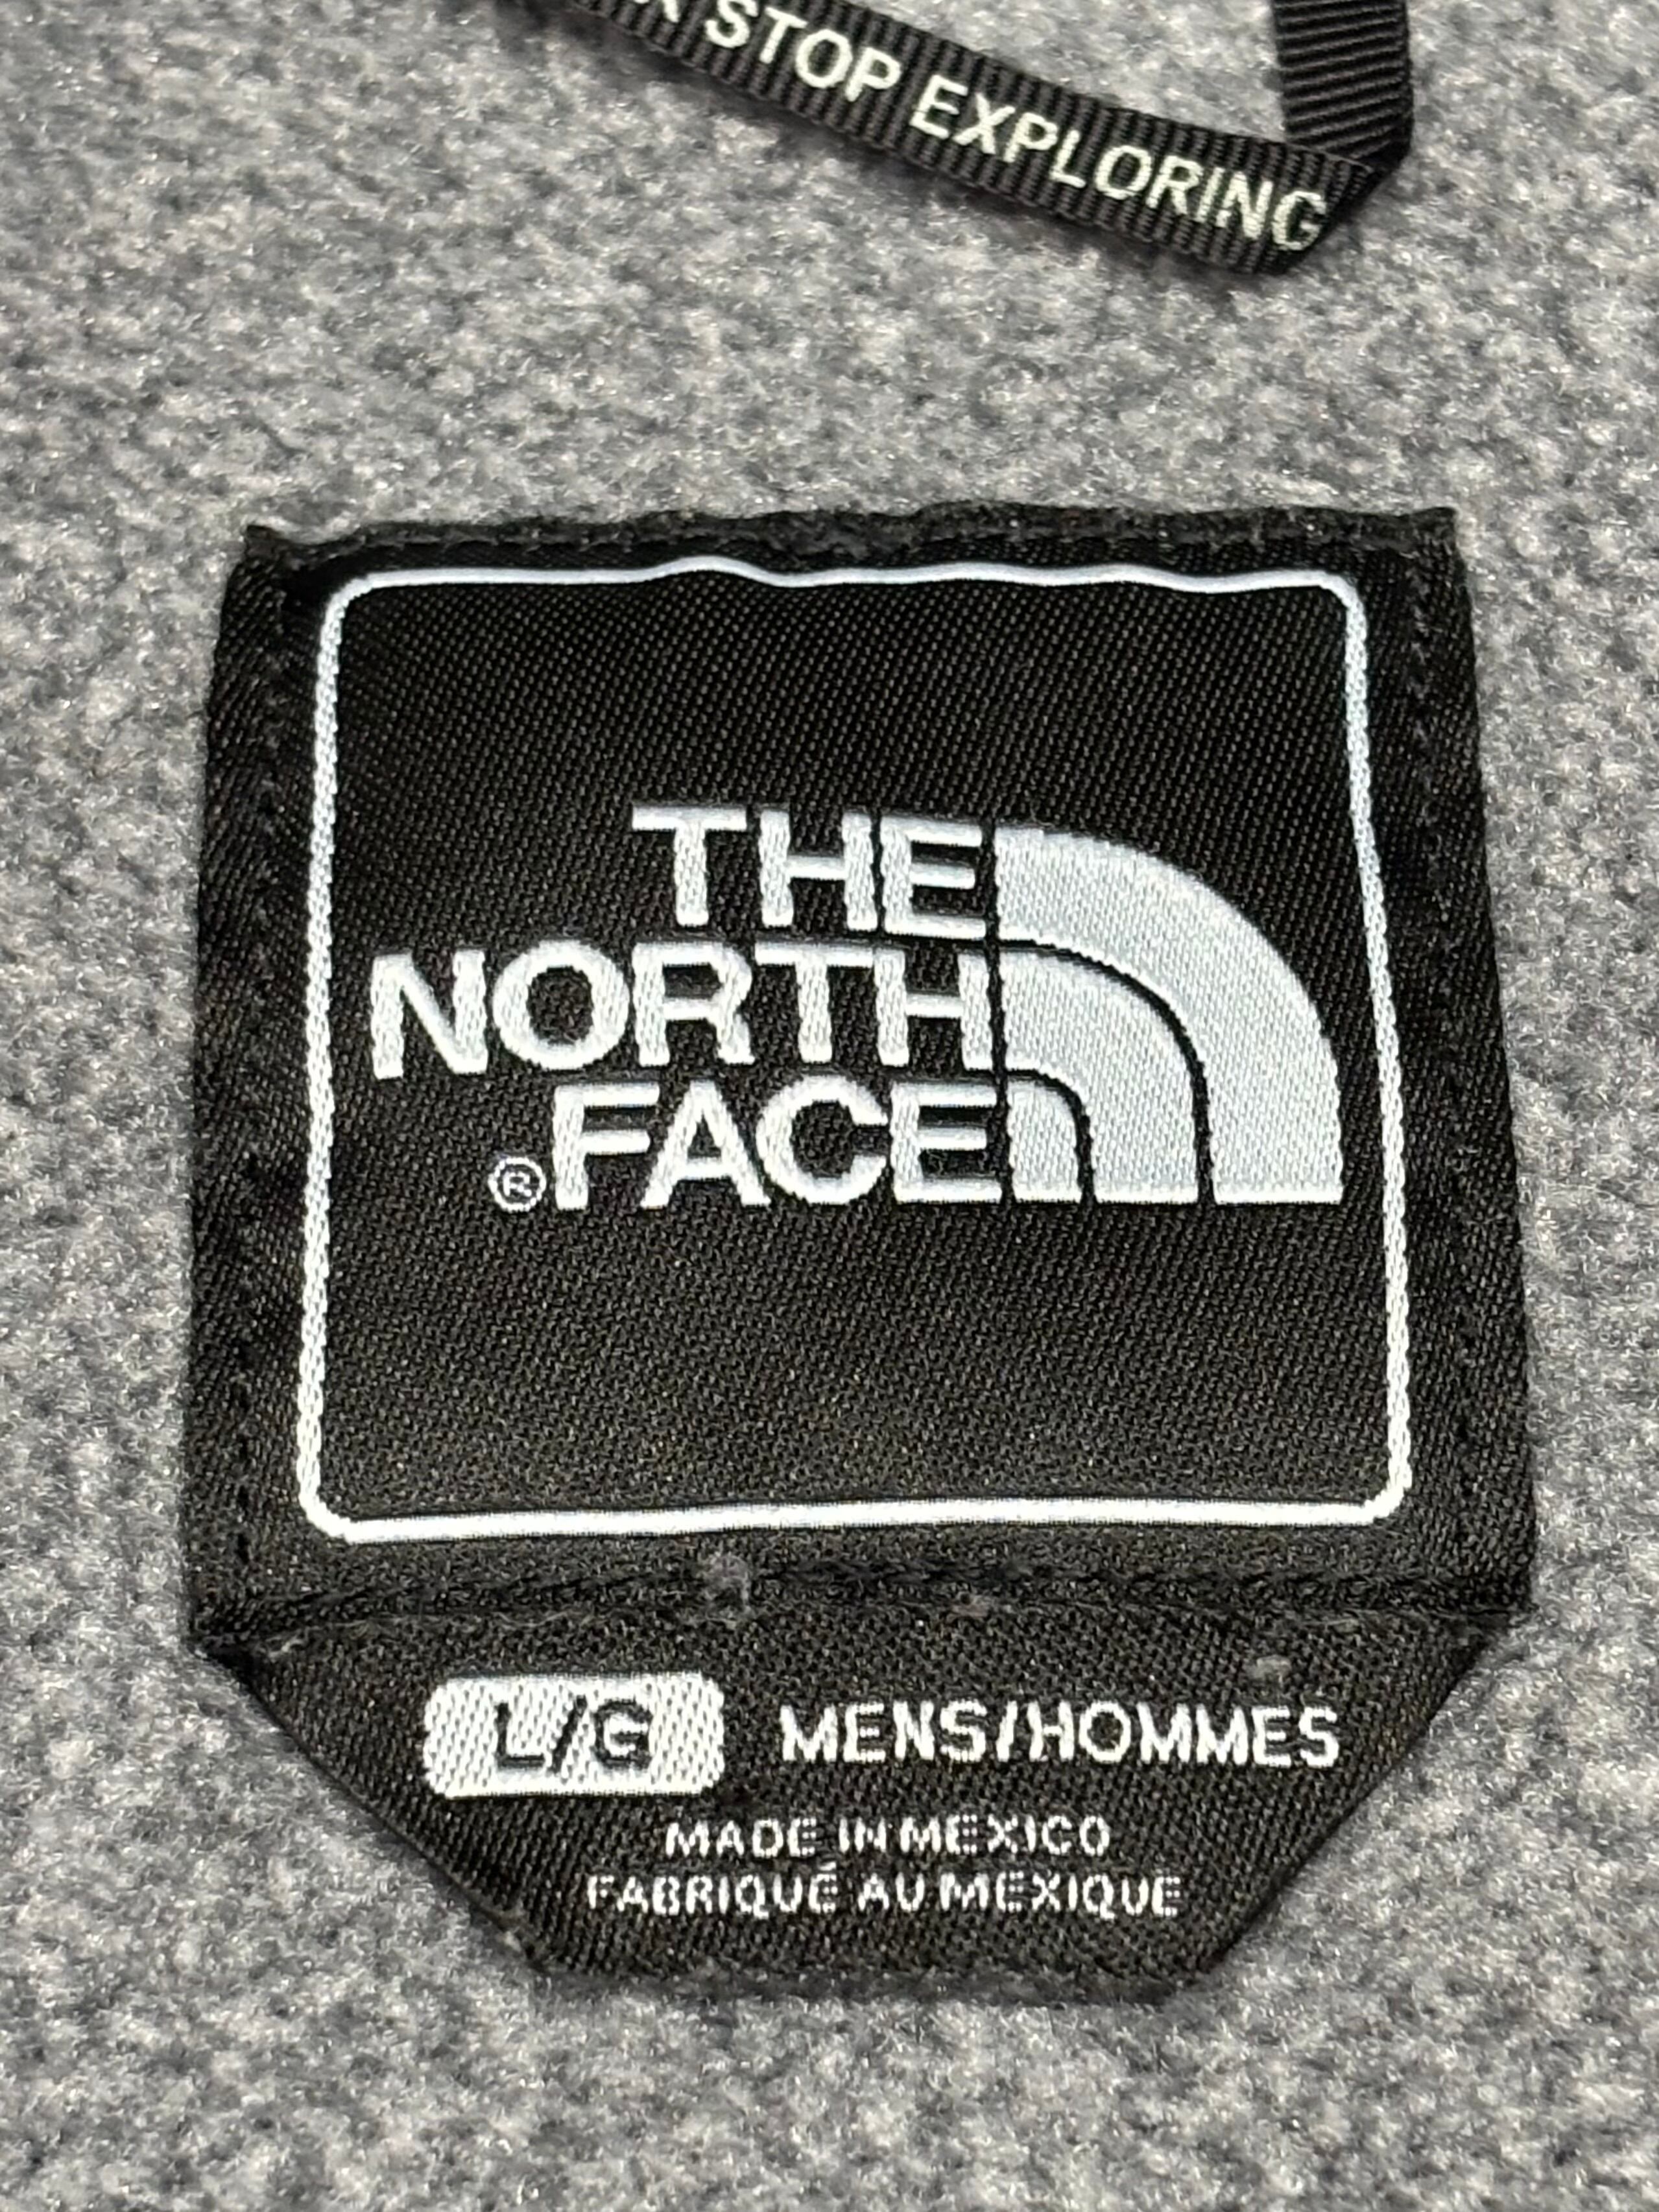 STOP EXPLORING
THE
NORTH
®FACE
L/G MENS/HOMMES
MADE IN MEXICO
FABRIQUÉ AU MEXIQUE